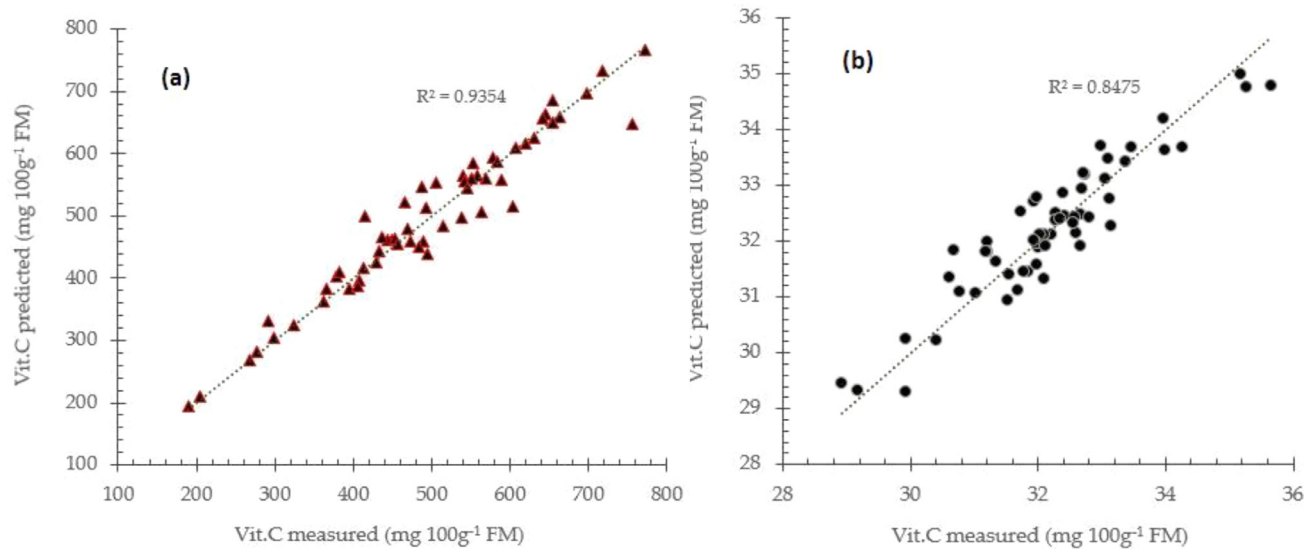 800
700
600
500
400
300
200
100
Vit.C predicted (mg 100g⁻¹ FM)
(a)
R² = 0.9354
100 200 300 400 500 600 700 800
Vit.C measured (mg 100g⁻¹ FM)
36
35
34
33
32
31
30
29
28
Vit.C predicted (mg 100g⁻¹ FM)
(b)
R² = 0.8475
28 30 32 34 36
Vit.C measured (mg 100g⁻¹ FM)